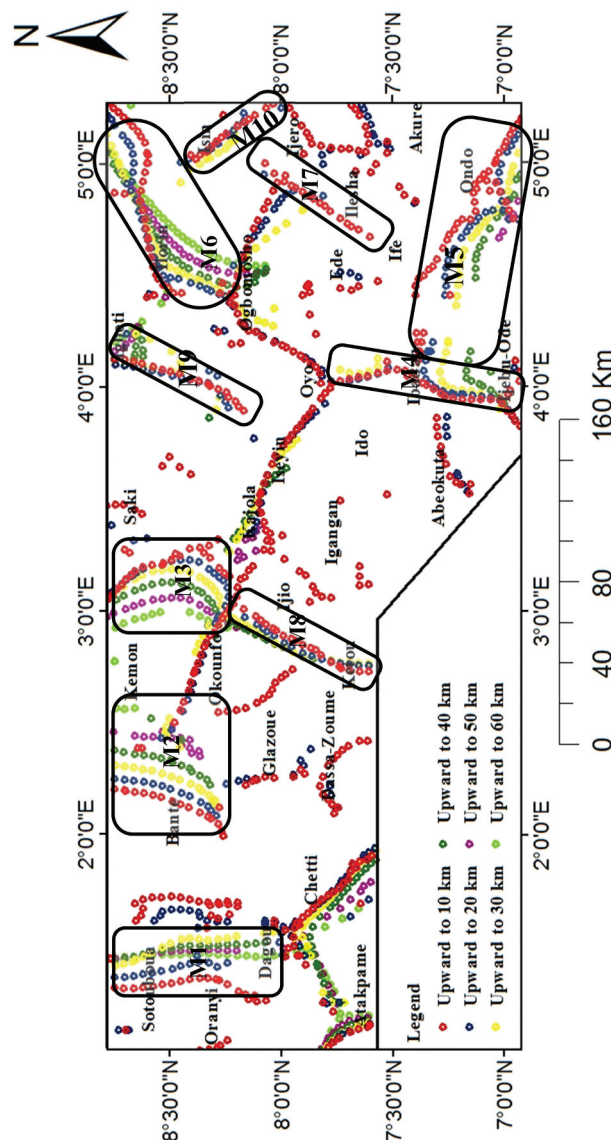 N
2°0'0"E
3°0'0"E
4°0'0"E
5°0'0"E
8°30'0"N
8°30'0"N
8°0'0"N
8°0'0"N
7°30'0"N
7°30'0"N
7°0'0"N
7°0'0"N
Sotouboua
Kemon
Saki
Bante
M1
M2
M3
M9
M6
M10
Oranyi
Okounfo
Ogbomosho
Glazoue
Katola
Iseyin
Oyo
Ede
M7
Ijero
Ilesha
Chetti
Dassa-Zoume
M8
Ijio
Ketou
Igangan
Ido
Ife
Akure
Atakpame
Abeokuta
M4
M5
Ondo
Ijebu-Ode
Legend
Upward to 10 km
Upward to 40 km
Upward to 20 km
Upward to 50 km
Upward to 30 km
Upward to 60 km
0 40 80 160 Km